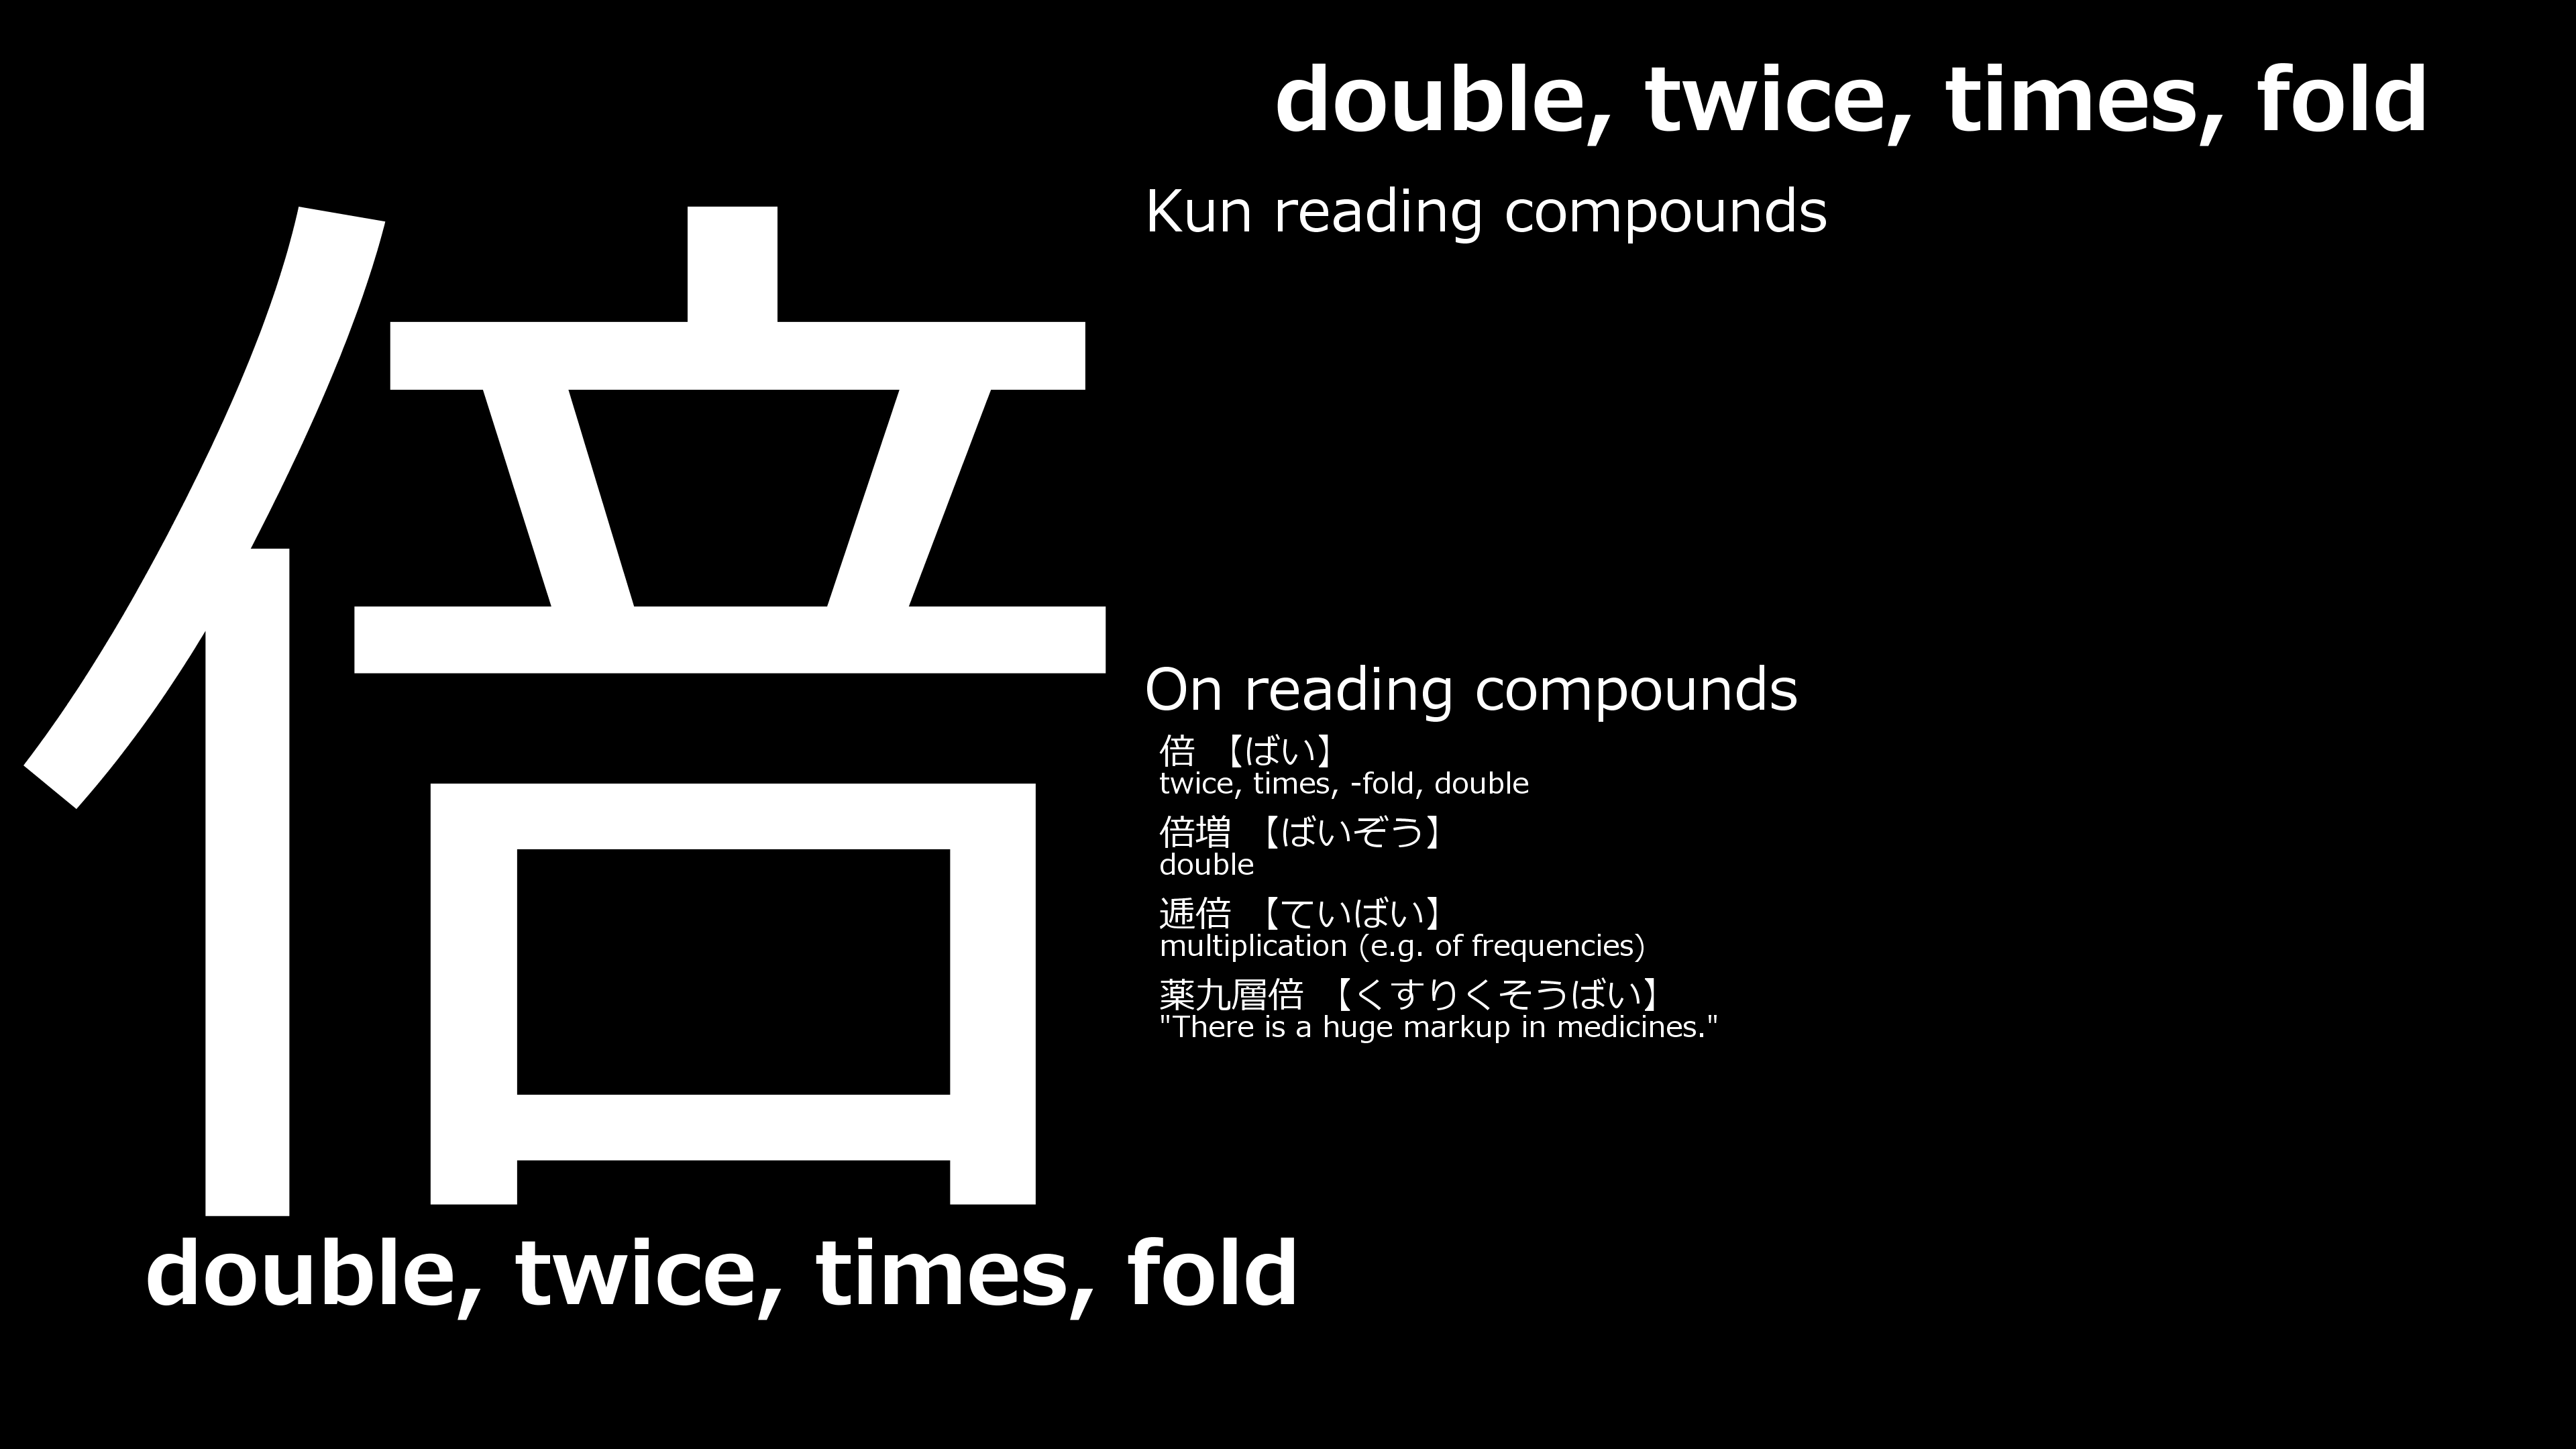 倍
double, twice, times, fold
double, twice, times, fold
Kun reading compounds
On reading compounds
倍 【ばい】
twice, times, -fold, double
倍増 【ばいぞう】
double
逓倍 【ていばい】
multiplication (e.g. of frequencies)
薬九層倍 【くすりくそうばい】
"There is a huge markup in medicines."